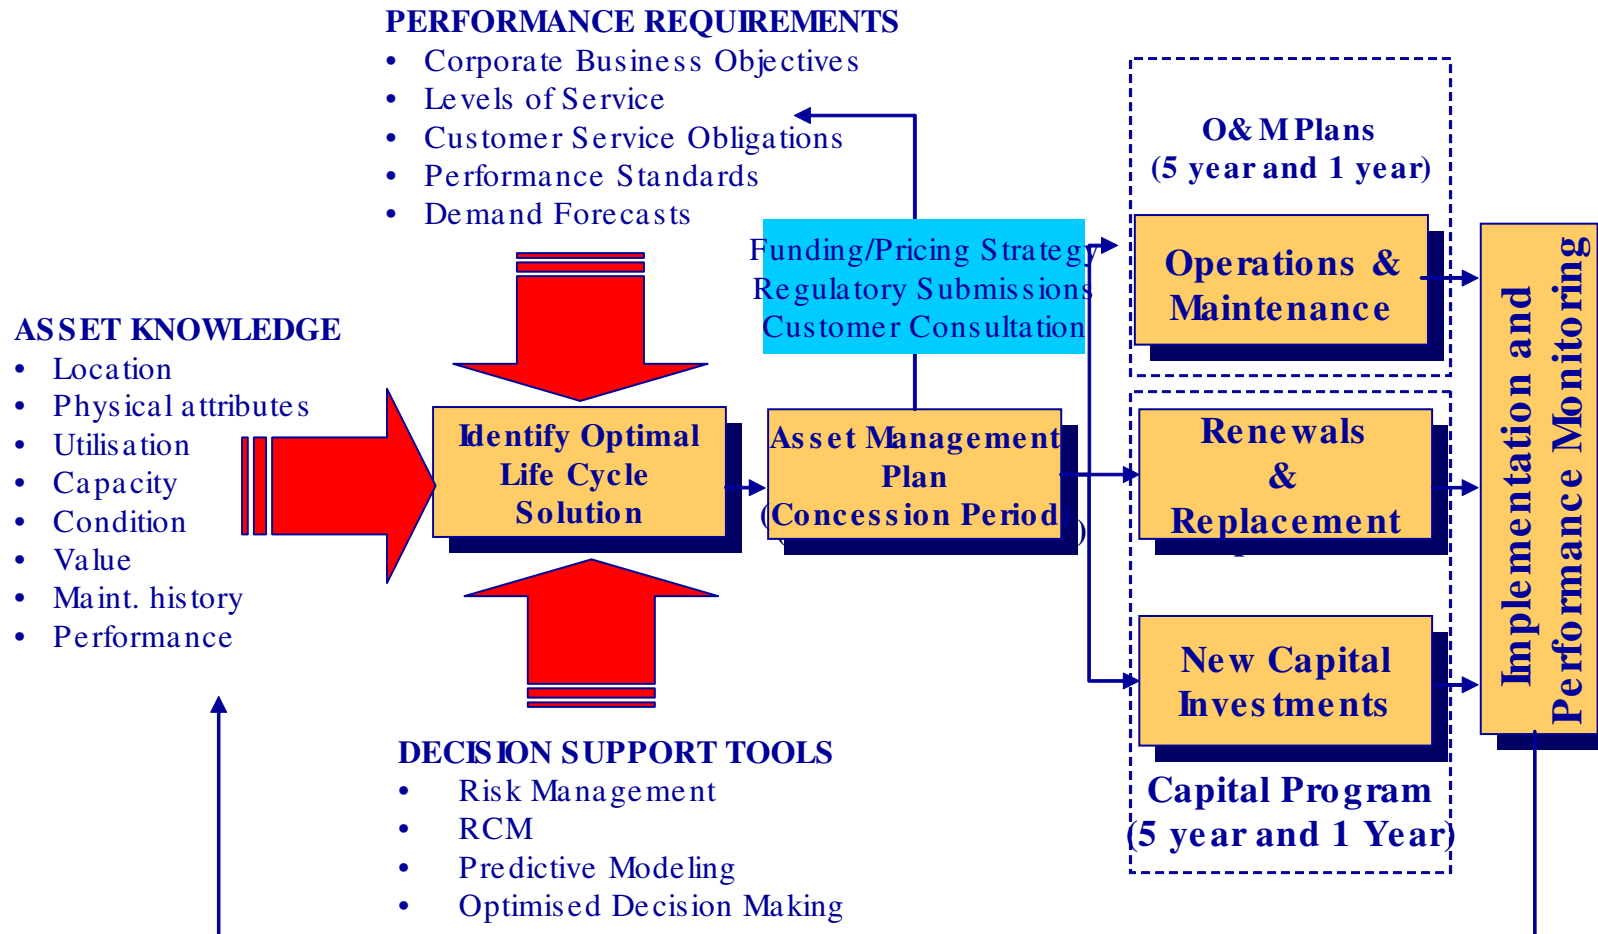 PERFORMANCE REQUIREMENTS
• Corporate Business Objectives
• Levels of Service
• Customer Service Obligations
• Performance Standards
• Demand Forecasts
ASSET KNOWLEDGE
• Location
• Physical attributes
• Utilisation
• Capacity
• Condition
• Value
• Maint. history
• Performance
Identify Optimal
Life Cycle
Solution
DECISION SUPPORT TOOLS
• Risk Management
• RCM
• Predictive Modeling
• Optimised Decision Making
Funding/Pricing Strategy
Regulatory Submissions
Customer Consultation
Asset Management
Plan
(Concession Period)
O&M Plans
(5 year and 1 year)
Operations &
Maintenance
Renewals
&
Replacement
New Capital
Investments
Capital Program
(5 year and 1 Year)
Implementation and
Performance Monitoring